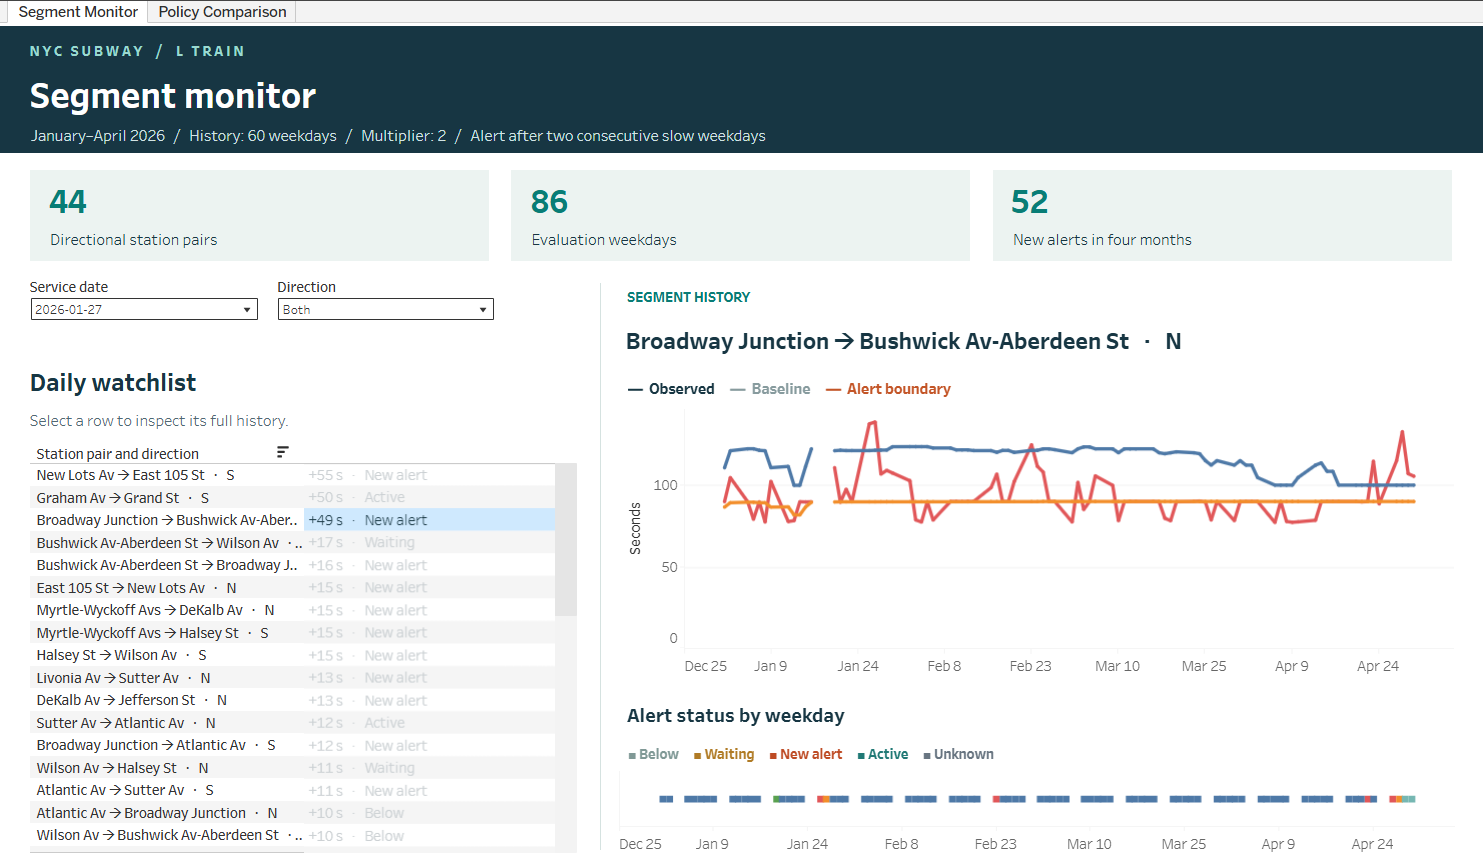 Segment Monitor
Policy Comparison
NYC SUBWAY / L TRAIN
Segment monitor
January–April 2026 / History: 60 weekdays / Multiplier: 2 / Alert after two consecutive slow weekdays
44
Directional station pairs
86
Evaluation weekdays
52
New alerts in four months
Service date
2026-01-27
Direction
Both
Daily watchlist
Select a row to inspect its full history.
Station pair and direction
New Lots Av → East 105 St · S +55 s · New alert
Graham Av → Grand St · S +50 s · Active
Broadway Junction → Bushwick Av-Aber.. +49 s · New alert
Bushwick Av-Aberdeen St → Wilson Av · .. +17 s · Waiting
Bushwick Av-Aberdeen St → Broadway J.. +16 s · New alert
East 105 St → New Lots Av · N +15 s · New alert
Myrtle-Wyckoff Avs → DeKalb Av · N +15 s · New alert
Myrtle-Wyckoff Avs → Halsey St · S +15 s · New alert
Halsey St → Wilson Av · S +15 s · New alert
Livonia Av → Sutter Av · N +13 s · New alert
DeKalb Av → Jefferson St · N +13 s · New alert
Sutter Av → Atlantic Av · N +12 s · Active
Broadway Junction → Atlantic Av · S +12 s · New alert
Wilson Av → Halsey St · N +11 s · Waiting
Atlantic Av → Sutter Av · S +11 s · New alert
Atlantic Av → Broadway Junction · N +10 s · Below
Wilson Av → Bushwick Av-Aberdeen St · .. +10 s · Below
SEGMENT HISTORY
Broadway Junction → Bushwick Av-Aberdeen St · N
— Observed — Baseline — Alert boundary
Seconds
100
50
0
Dec 25 Jan 9 Jan 24 Feb 8 Feb 23 Mar 10 Mar 25 Apr 9 Apr 24
Alert status by weekday
■ Below ■ Waiting ■ New alert ■ Active ■ Unknown
Dec 25 Jan 9 Jan 24 Feb 8 Feb 23 Mar 10 Mar 25 Apr 9 Apr 24